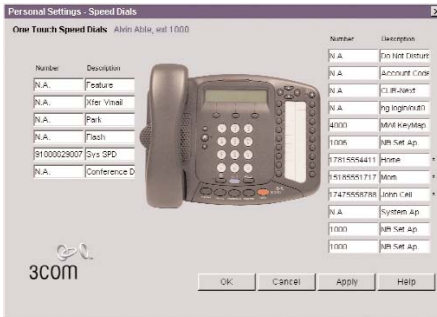 Personal Settings - Speed Dials
One Touch Speed Dials Alvin Able, ext 1000
Number Description
N.A. Feature
N.A. Xfer Vmail
N.A. Park
N.A. Flash
91000029007 Sys SPD
N.A. Conference D
Number Description
N.A. Do Not Disturb
N.A. Account Code
N.A. CLIR-Next
N.A. hg login/out0
4000 MWI KeyMap
1006 NB Set Ap.
17815554411 Home *
15185551717 Mom *
17475558788 John Cell *
N.A. System Ap.
1000 NB Set Ap.
1000 NB Set Ap.
3COM
OK Cancel Apply Help